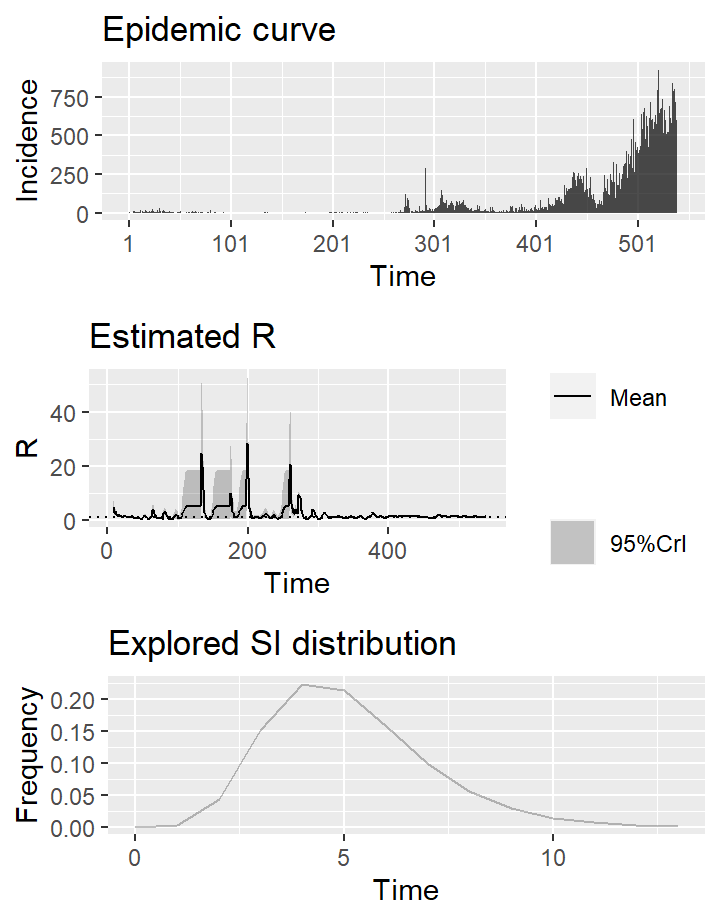 Epidemic curve
Incidence
750
500
250
0
1 101 201 301 401 501
Time
Estimated R
R
40
20
0
0 200 400
Time
Mean
95%CrI
Explored SI distribution
Frequency
0.20
0.15
0.10
0.05
0.00
0 5 10
Time